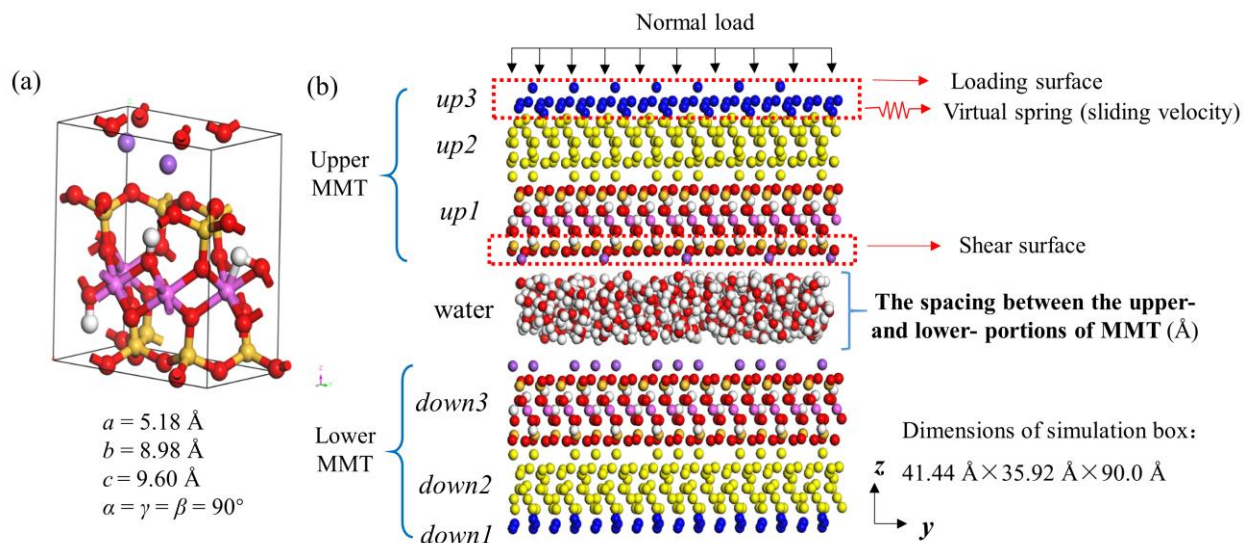 Normal load
(a)
(b)
Loading surface
Virtual spring (sliding velocity)
up3
up2
Upper
MMT
up1
Shear surface
water
The spacing between the upper-
and lower- portions of MMT (Å)
down3
a = 5.18 Å
b = 8.98 Å
c = 9.60 Å
α = γ = β = 90°
Lower
MMT
down2
down1
Dimensions of simulation box：
41.44 Å×35.92 Å×90.0 Å
z
y